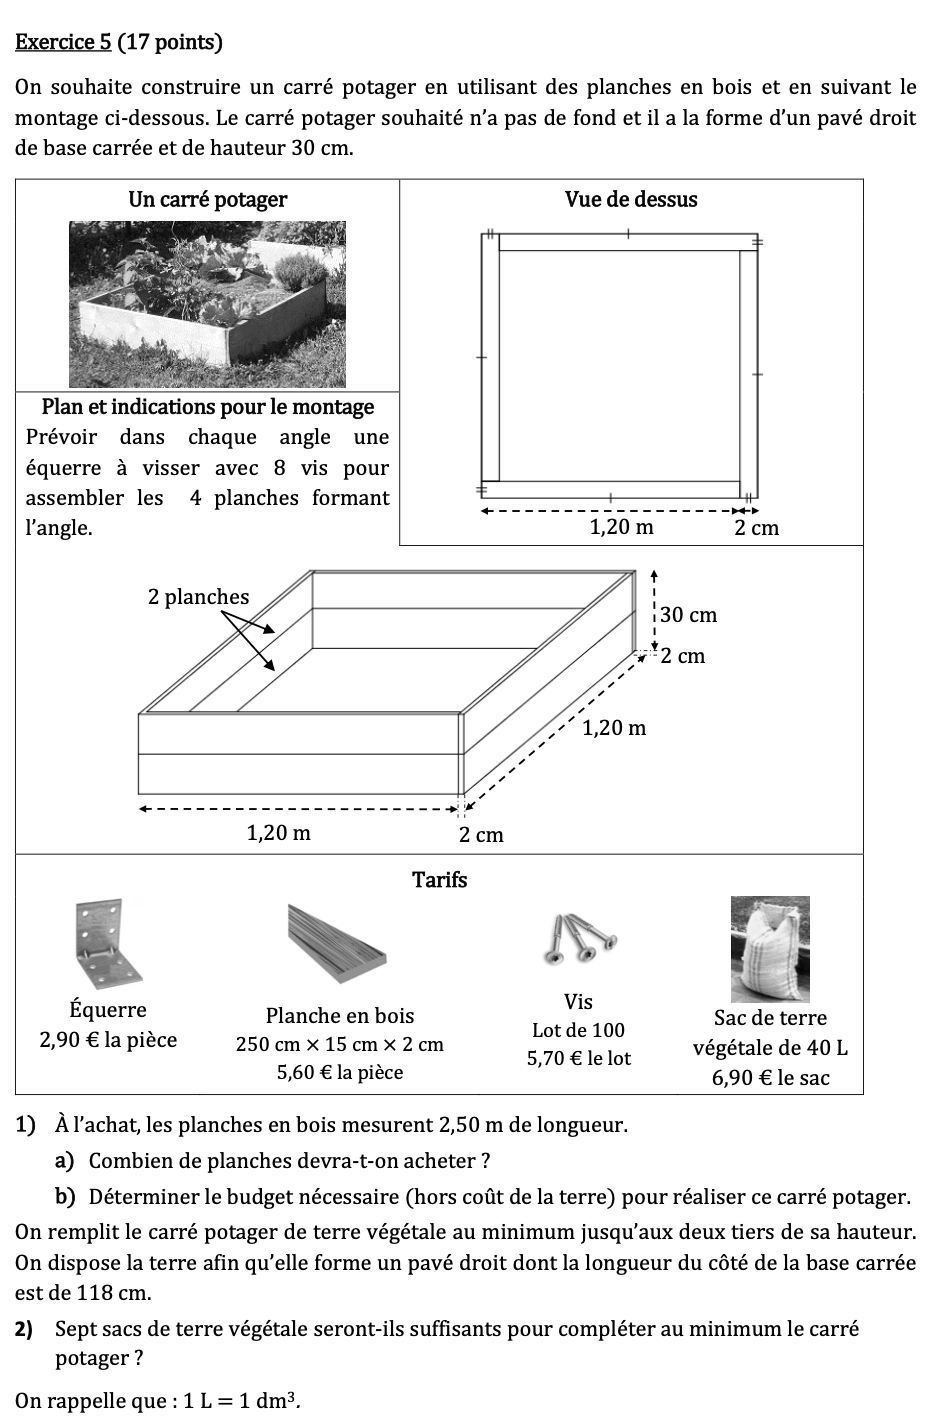 Exercice 5 (17 points)
On souhaite construire un carré potager en utilisant des planches en bois et en suivant le
montage ci-dessous. Le carré potager souhaité n'a pas de fond et il a la forme d'un pavé droit
de base carrée et de hauteur 30 cm.
Un carré potager
Vue de dessus
1,20 m
2 cm
Plan et indications pour le montage
Prévoir dans chaque angle une
équerre à visser avec 8 vis pour
assembler les 4 planches formant
l'angle.
2 planches
30 cm
2 cm
1,20 m
1,20 m
2 cm
Tarifs
Équerre
2,90 € la pièce
Planche en bois
250 cm × 15 cm × 2 cm
5,60 € la pièce
Vis
Lot de 100
5,70 € le lot
Sac de terre
végétale de 40 L
6,90 € le sac
1) À l'achat, les planches en bois mesurent 2,50 m de longueur.
a) Combien de planches devra-t-on acheter ?
b) Déterminer le budget nécessaire (hors coût de la terre) pour réaliser ce carré potager.
On remplit le carré potager de terre végétale au minimum jusqu'aux deux tiers de sa hauteur.
On dispose la terre afin qu'elle forme un pavé droit dont la longueur du côté de la base carrée
est de 118 cm.
2) Sept sacs de terre végétale seront-ils suffisants pour compléter au minimum le carré
potager ?
On rappelle que : 1 L = 1 dm³.